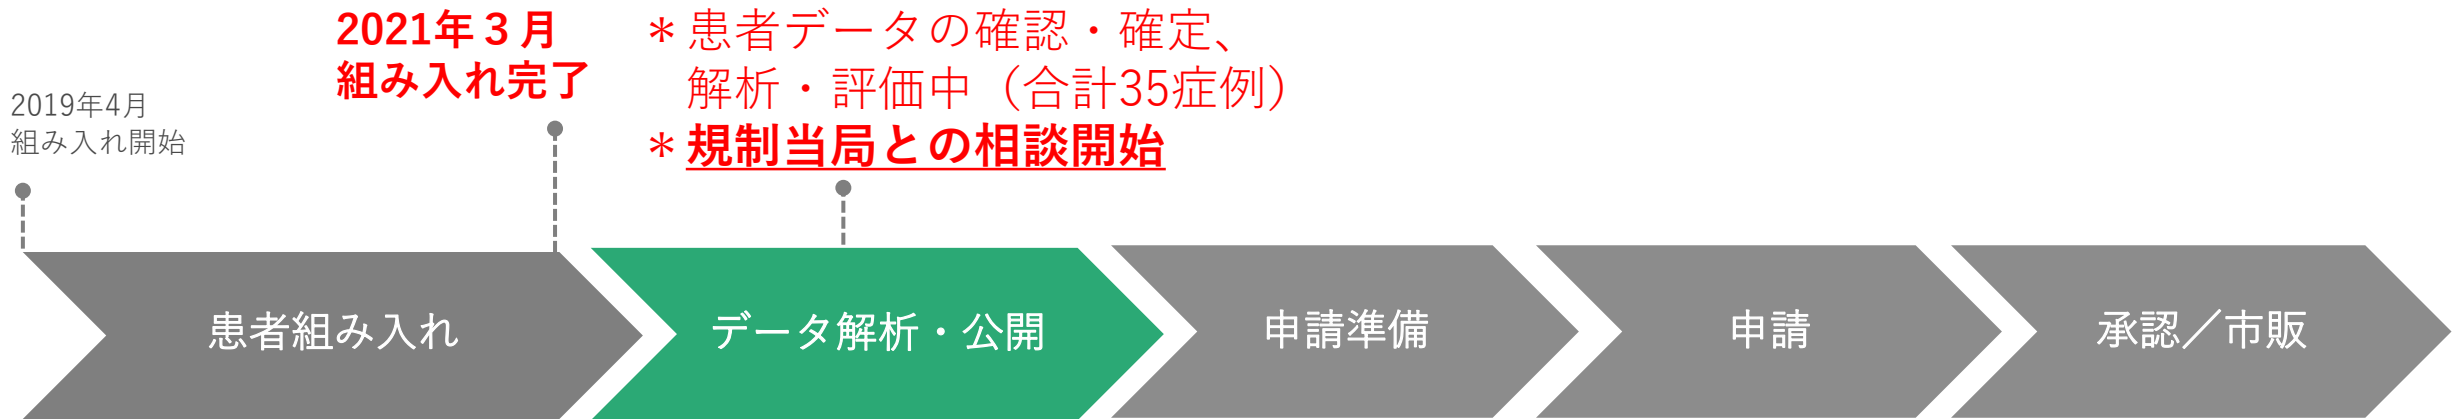 2019年4月
組み入れ開始
2021年３月
組み入れ完了
＊患者データの確認・確定、
解析・評価中（合計35症例）
＊規制当局との相談開始
患者組み入れ
データ解析・公開
申請準備
申請
承認／市販